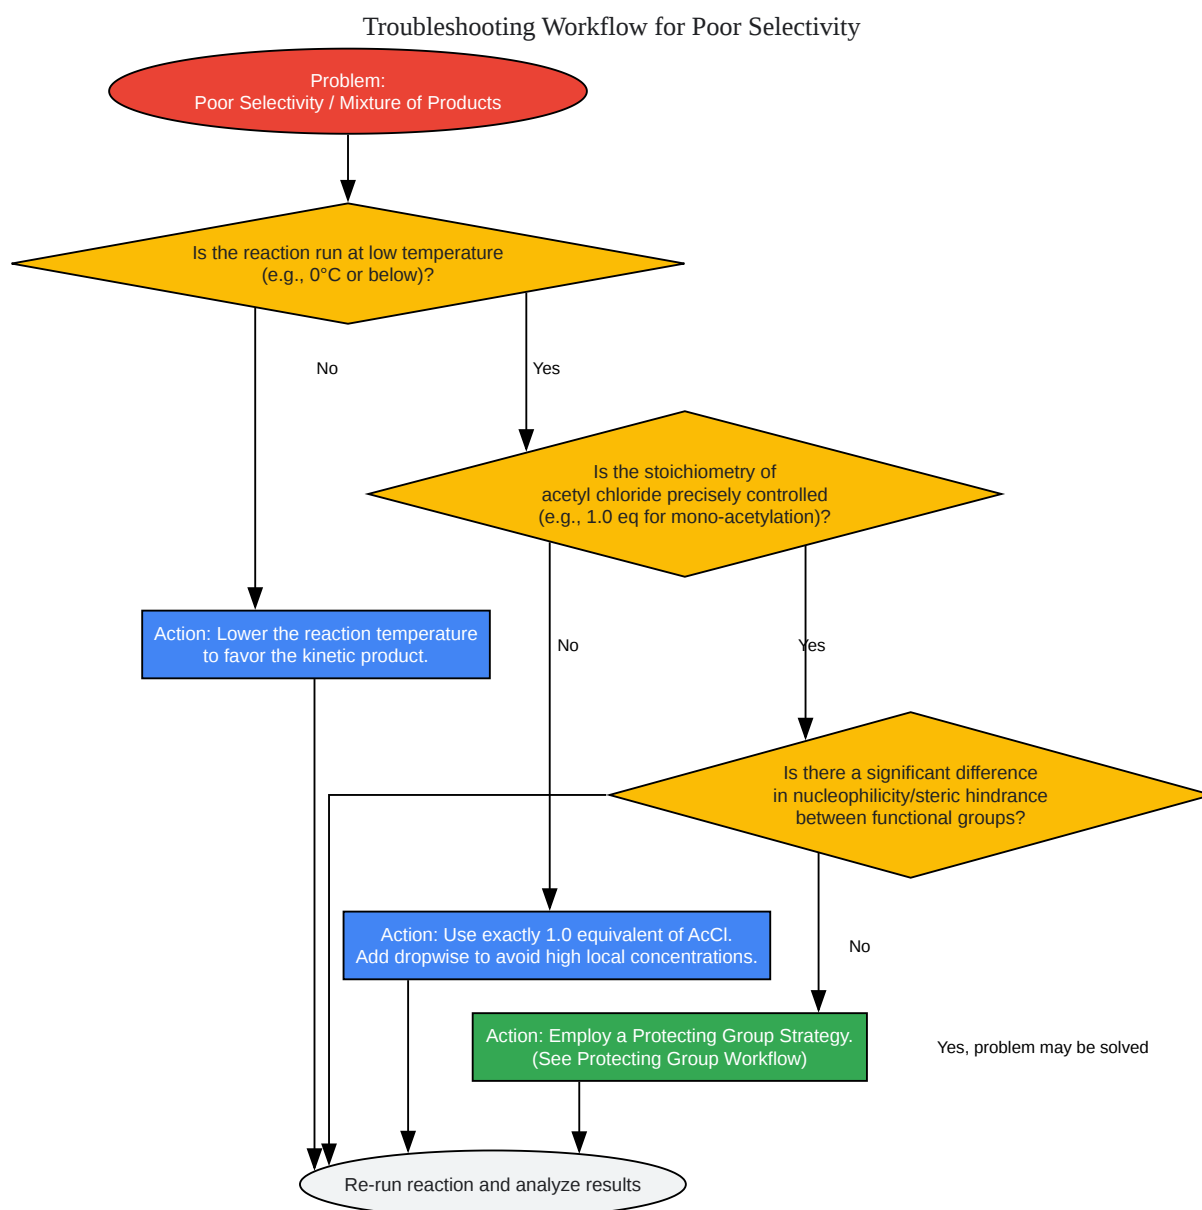 Troubleshooting Workflow for Poor Selectivity
Problem:
Poor Selectivity / Mixture of Products
Is the reaction run at low temperature
(e.g., 0°C or below)?
No
Yes
Is the stoichiometry of
acetyl chloride precisely controlled
(e.g., 1.0 eq for mono-acetylation)?
Action: Lower the reaction temperature
to favor the kinetic product.
No
Yes
Is there a significant difference
in nucleophilicity/steric hindrance
between functional groups?
Action: Use exactly 1.0 equivalent of AcCl.
Add dropwise to avoid high local concentrations.
No
Action: Employ a Protecting Group Strategy.
(See Protecting Group Workflow)
Yes, problem may be solved
Re-run reaction and analyze results